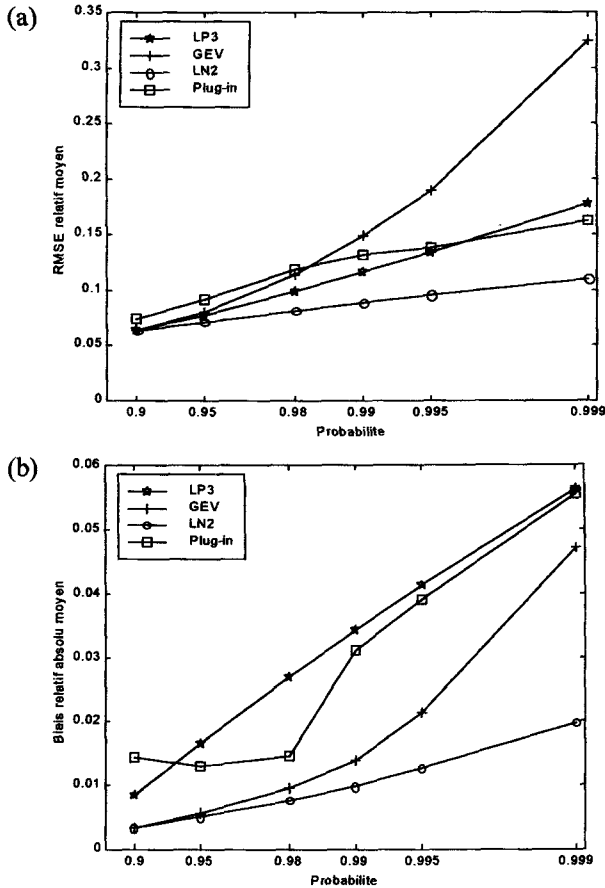 (a)
LP3
GEV
LN2
Plug-in
0.35
0.3
0.25
0.2
0.15
0.1
0.05
0
RMSE relatif moyen
0.9 0.95 0.98 0.99 0.995 0.999
Probabilite
(b)
LP3
GEV
LN2
Plug-in
0.06
0.05
0.04
0.03
0.02
0.01
0
Biais relatif absolu moyen
0.9 0.95 0.98 0.99 0.995 0.999
Probabilite